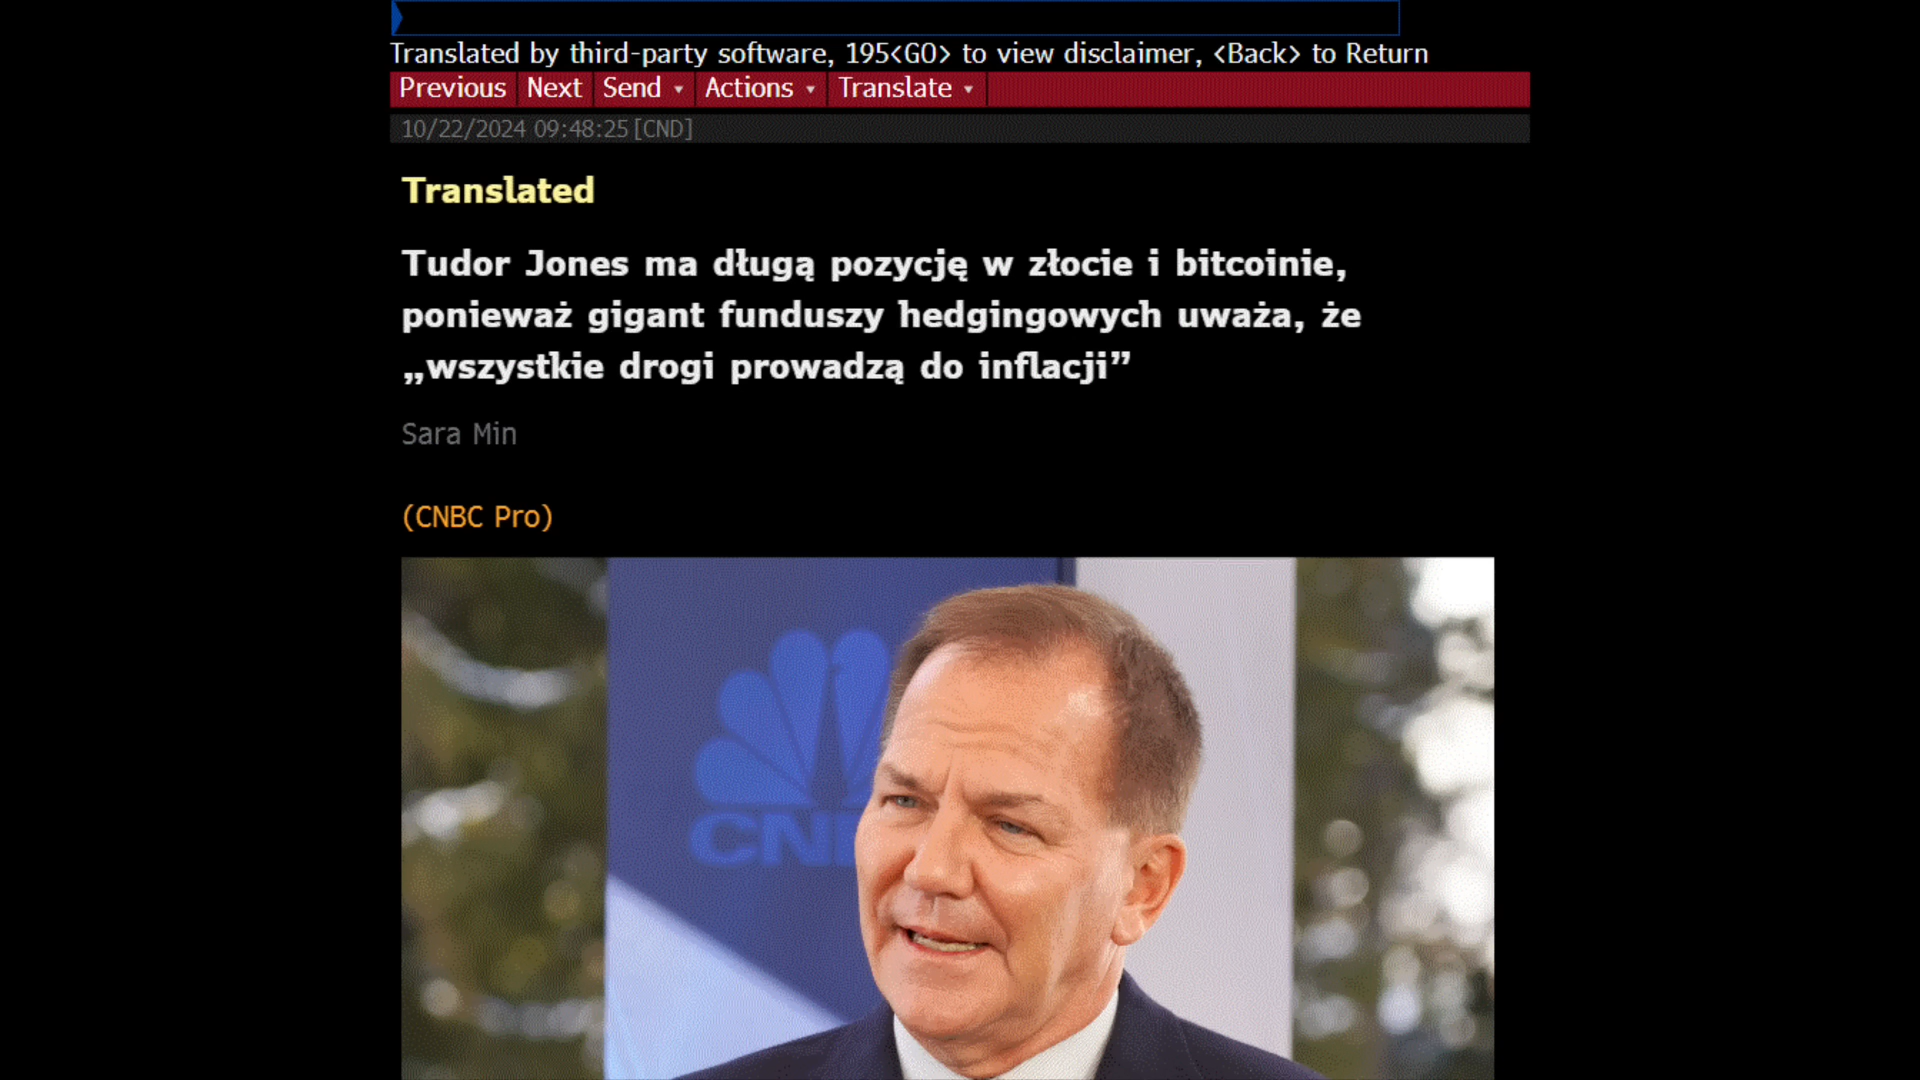 Translated by third-party software, 195<GO> to view disclaimer, <Back> to Return
Previous Next Send Actions Translate
10/22/2024 09:48:25 [CND]
Translated
Tudor Jones ma długą pozycję w złocie i bitcoinie,
ponieważ gigant funduszy hedgingowych uważa, że
„wszystkie drogi prowadzą do inflacji”
Sara Min
(CNBC Pro)
CN